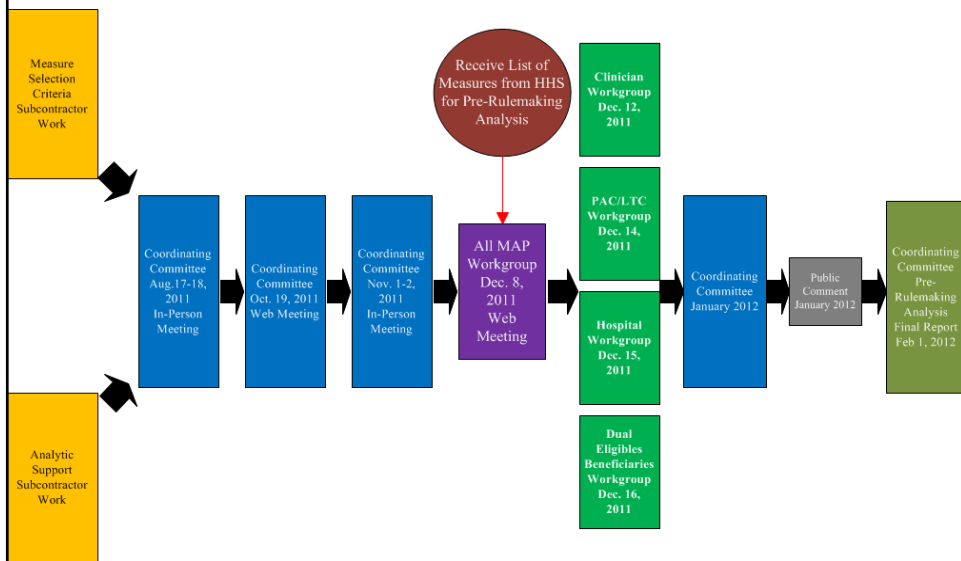 Measure
Selection
Criteria
Subcontractor
Work
Analytic
Support
Subcontractor
Work
Coordinating
Committee
Aug.17-18,
2011
In-Person
Meeting
Coordinating
Committee
Oct. 19, 2011
Web Meeting
Coordinating
Committee
Nov. 1-2,
2011
In-Person
Meeting
Receive List of
Measures from HHS
for Pre-Rulemaking
Analysis
All MAP
Workgroup
Dec. 8,
2011
Web
Meeting
Clinician
Workgroup
Dec. 12,
2011
PAC/LTC
Workgroup
Dec. 14,
2011
Hospital
Workgroup
Dec. 15,
2011
Dual
Eligibles
Beneficiaries
Workgroup
Dec. 16,
2011
Coordinating
Committee
January 2012
Public
Comment
January 2012
Coordinating
Committee
Pre-
Rulemaking
Analysis
Final Report
Feb 1, 2012